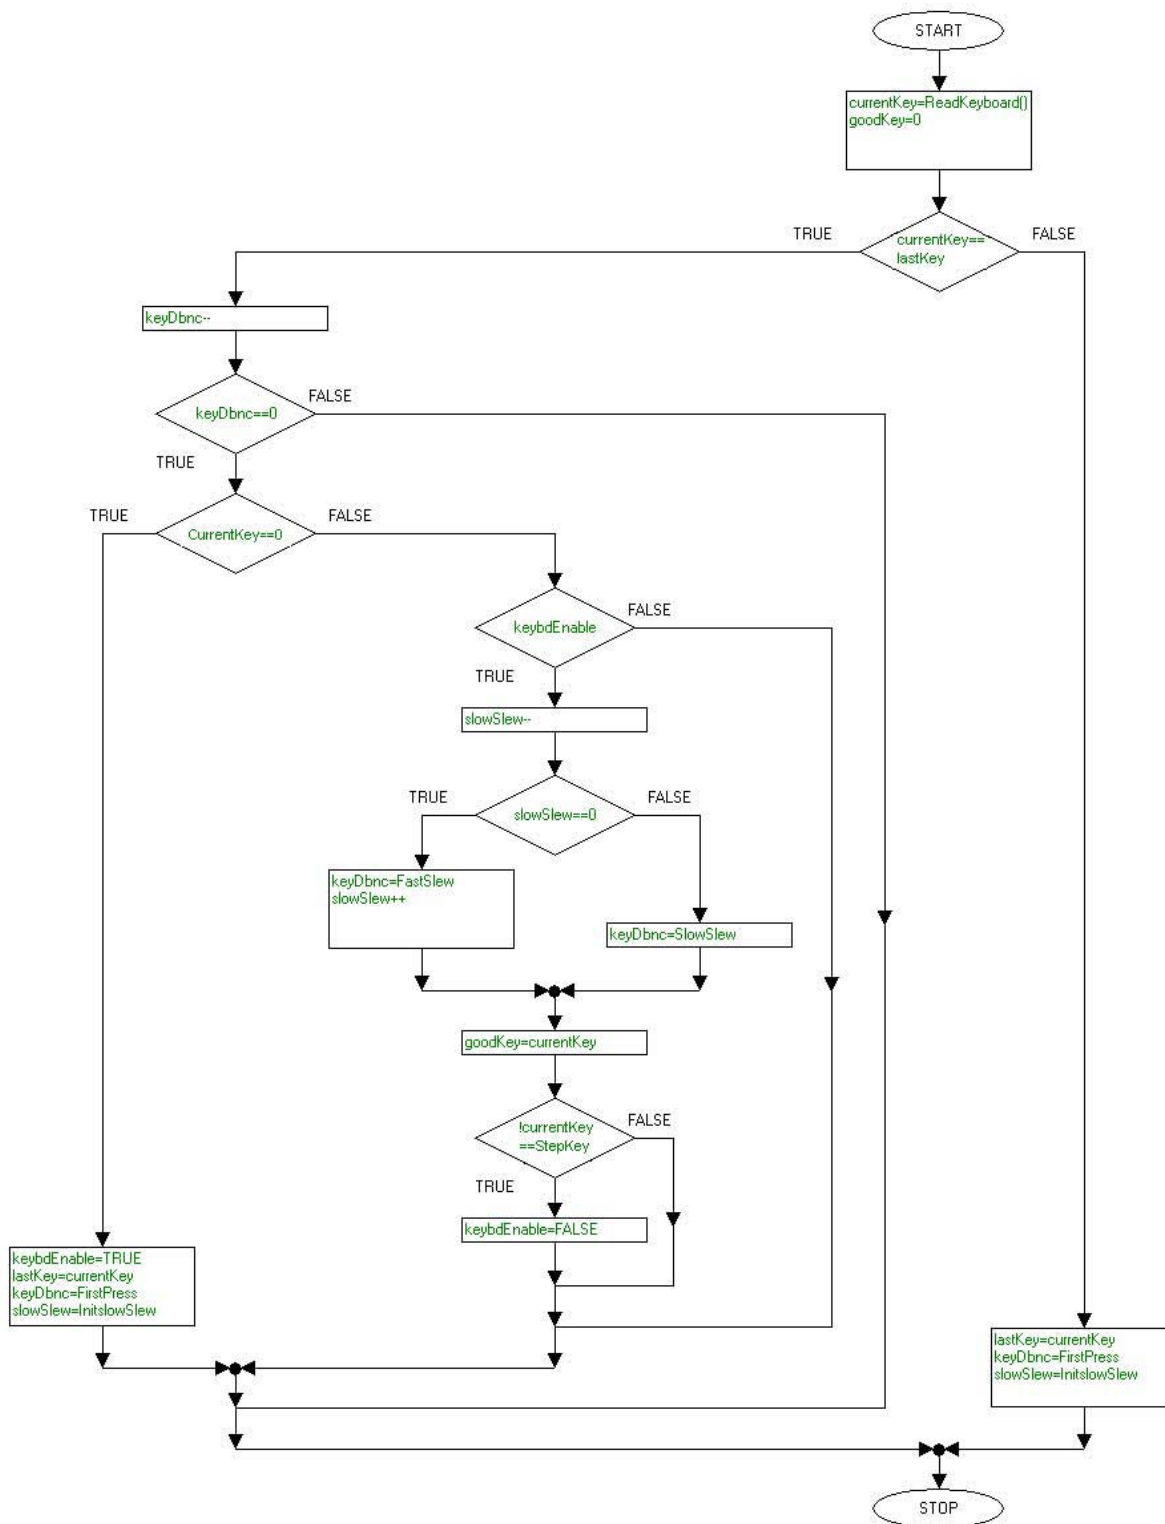 START
currentKey=ReadKeyboard()
goodKey=0
TRUE
currentKey==
lastKey
FALSE
keyDbnc--
keyDbnc==0
FALSE
TRUE
TRUE
CurrentKey==0
FALSE
keybdEnable
FALSE
TRUE
slowSlew--
TRUE
slowSlew==0
FALSE
keyDbnc=FastSlew
slowSlew++
keyDbnc=SlowSlew
goodKey=currentKey
!currentKey
==StepKey
FALSE
TRUE
keybdEnable=FALSE
keybdEnable=TRUE
lastKey=currentKey
keyDbnc=FirstPress
slowSlew=InitslowSlew
lastKey=currentKey
keyDbnc=FirstPress
slowSlew=InitslowSlew
STOP